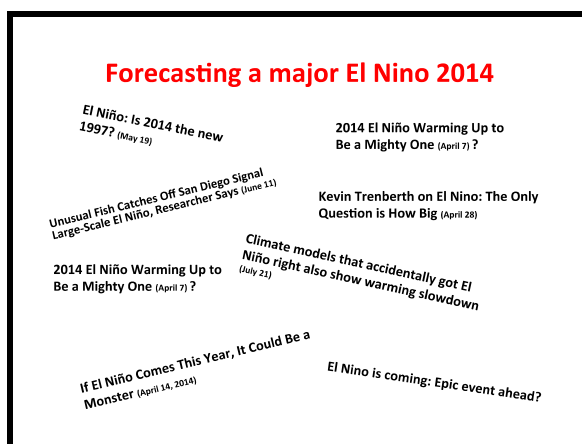 Forecasting a major El Nino 2014
El Niño: Is 2014 the new
1997? (May 19)
2014 El Niño Warming Up to
Be a Mighty One (April 7) ?
Unusual Fish Catches Off San Diego Signal
Large-Scale El Niño, Researcher Says (June 11)
Kevin Trenberth on El Nino: The Only
Question is How Big (April 28)
Climate models that accidentally got El
Niño right also show warming slowdown
(July 21)
2014 El Niño Warming Up to
Be a Mighty One (April 7) ?
If El Niño Comes This Year, It Could Be a
Monster (April 14, 2014)
El Nino is coming: Epic event ahead?